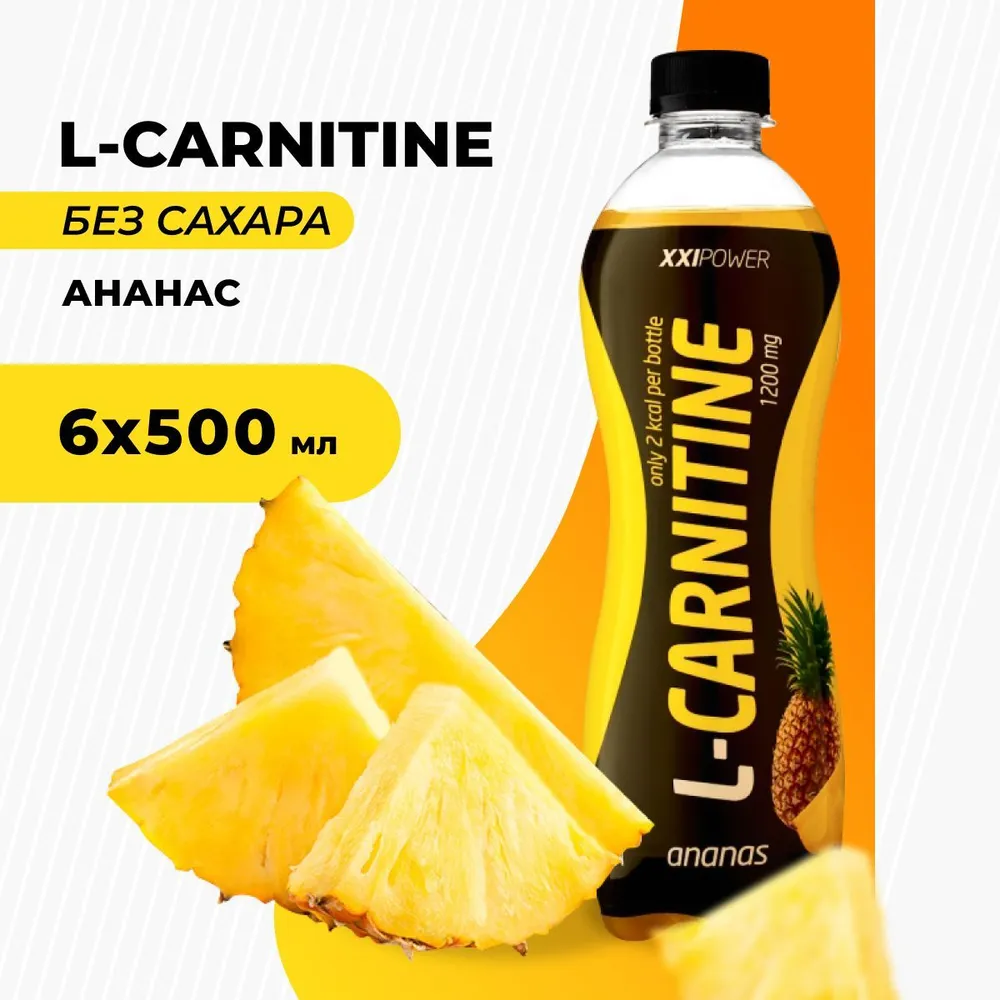 L-CARNITINE
БЕЗ САХАРА
АНАНАС
6x500 мл
XXIPOWER
only 2 kcal per bottle
L-CARNITINE
1200 mg
ananas